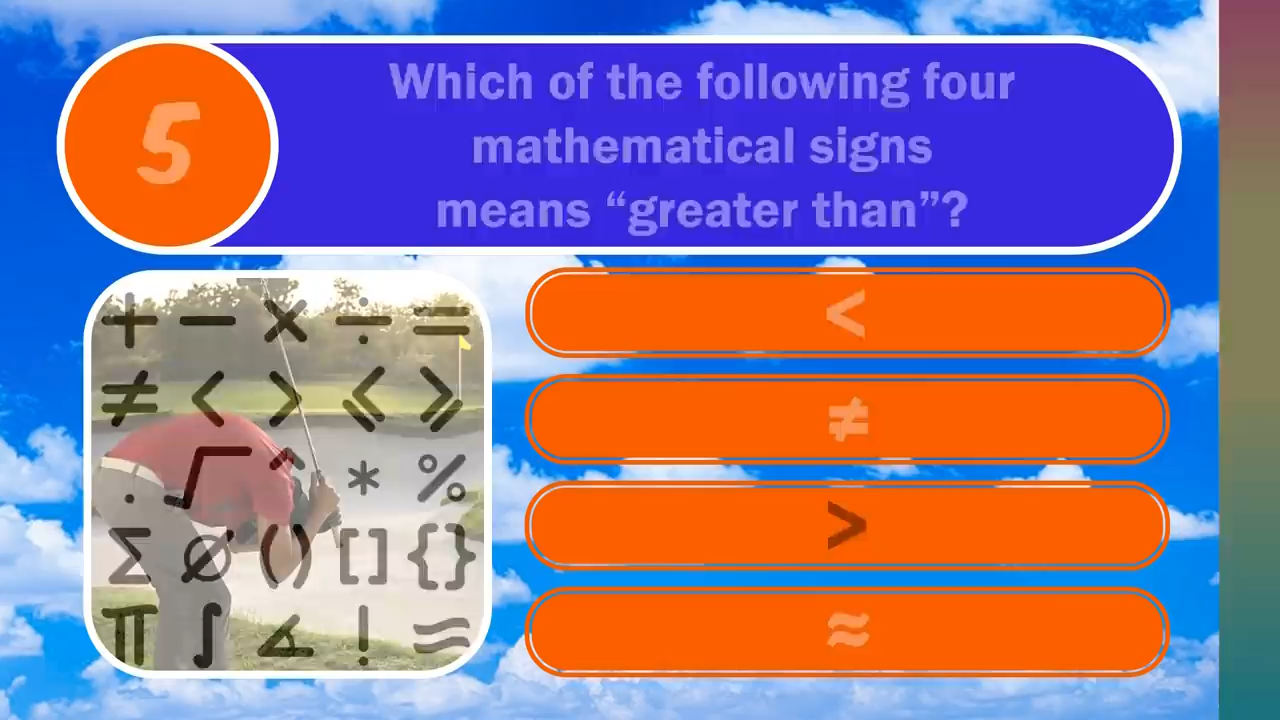 5
Which of the following four
mathematical signs
means “greater than”?
<
≠
>
≈
+ − × ÷ =
≠ < > ⩽ ⩾
. √ ^ * %
Σ ∅ () [] {}
π ∫ ∠ ! ≈